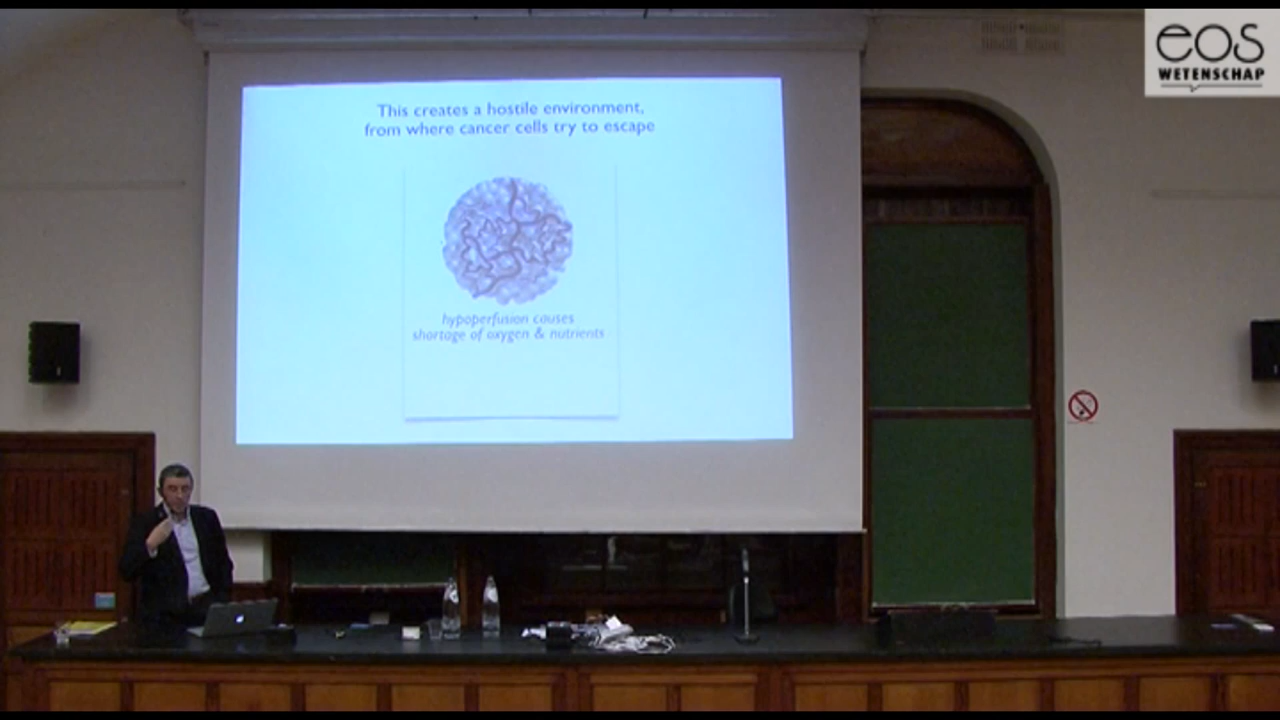 eos
WETENSCHAP
This creates a hostile environment,
from where cancer cells try to escape
hypoperfusion causes
shortage of oxygen & nutrients